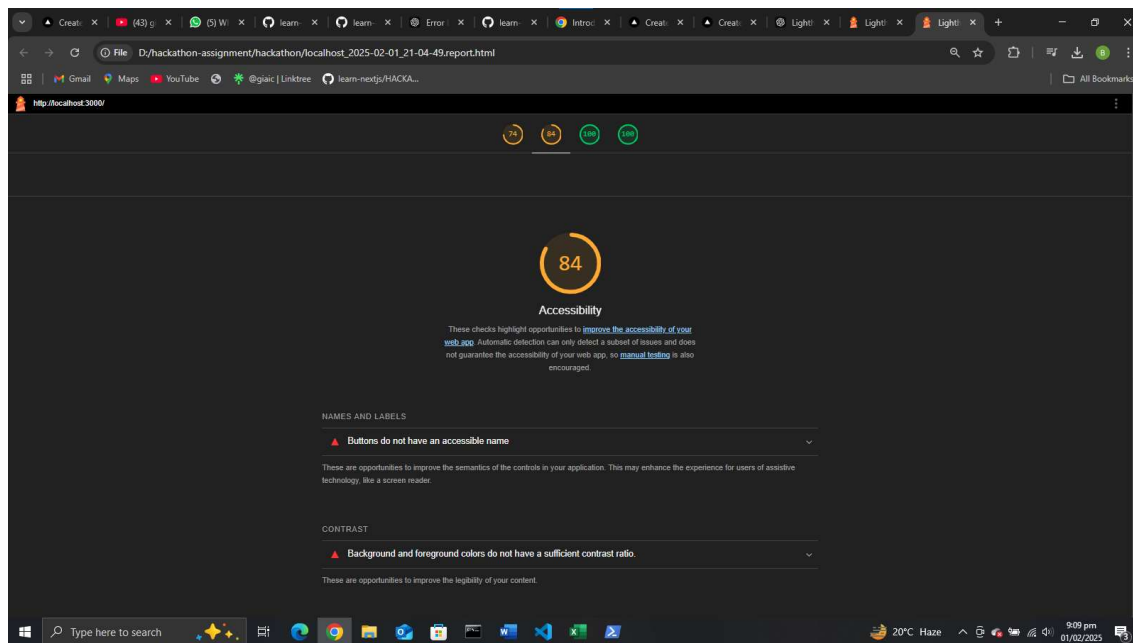 Create
(43) gi
(5) W
learn-
learn-
Error
learn-
Introd
Create
Create
Lighth
Lighth
Lighth
File D:/hackathon-assignment/hackathon/localhost_2025-02-01_21-04-49.report.html
B
Gmail Maps YouTube @giaic | Linktree learn-nextjs/HACKA... All Bookmarks
http://localhost:3000/
74 84 100 100
84
Accessibility
These checks highlight opportunities to improve the accessibility of your
web app. Automatic detection can only detect a subset of issues and does
not guarantee the accessibility of your web app, so manual testing is also
encouraged.
NAMES AND LABELS
Buttons do not have an accessible name
These are opportunities to improve the semantics of the controls in your application. This may enhance the experience for users of assistive
technology, like a screen reader.
CONTRAST
Background and foreground colors do not have a sufficient contrast ratio.
These are opportunities to improve the legibility of your content.
Type here to search
20°C Haze
9:09 pm
01/02/2025
3